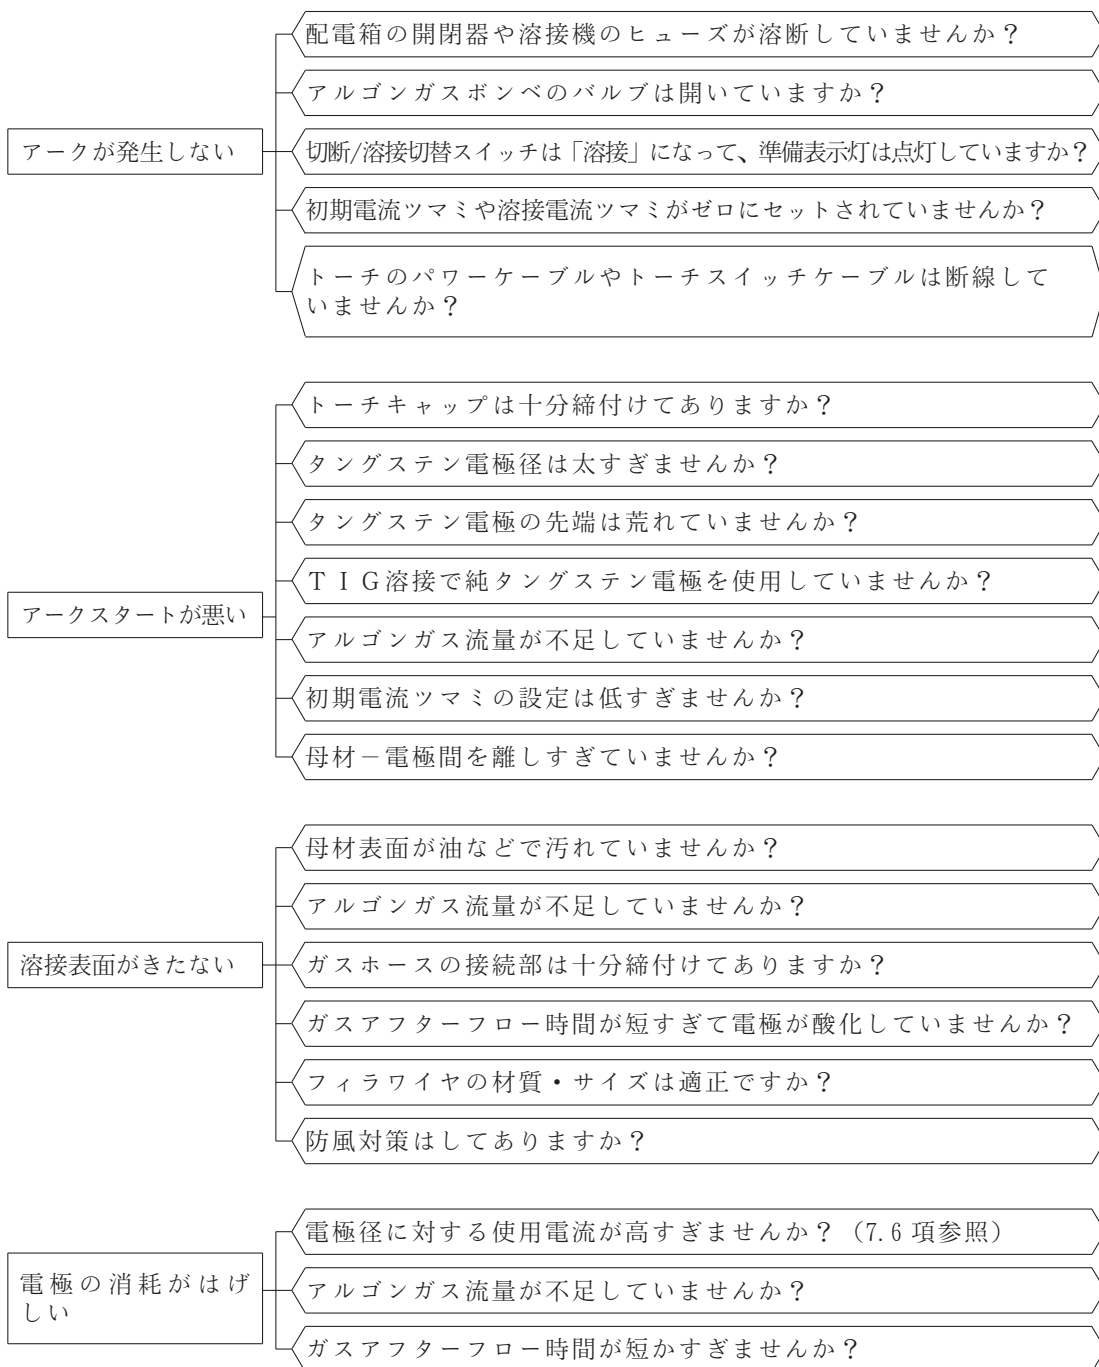 配電箱の開閉器や溶接機のヒューズが溶断していませんか？
アルゴンガスボンベのバルブは開いていますか？
アークが発生しない
切断/溶接切替スイッチは「溶接」になって、準備表示灯は点灯していますか？
初期電流ツマミや溶接電流ツマミがゼロにセットされていませんか？
トーチのパワーケーブルやトーチスイッチケーブルは断線して
いませんか？
トーチキャップは十分締付けてありますか？
タングステン電極径は太すぎませんか？
タングステン電極の先端は荒れていませんか？
ＴＩＧ溶接で純タングステン電極を使用していませんか？
アークスタートが悪い
アルゴンガス流量が不足していませんか？
初期電流ツマミの設定は低すぎませんか？
母材－電極間を離しすぎていませんか？
母材表面が油などで汚れていませんか？
アルゴンガス流量が不足していませんか？
溶接表面がきたない
ガスホースの接続部は十分締付けてありますか？
ガスアフターフロー時間が短すぎて電極が酸化していませんか？
フィラワイヤの材質・サイズは適正ですか？
防風対策はしてありますか？
電極径に対する使用電流が高すぎませんか？（7.6 項参照）
電極の消耗がはげ
しい
アルゴンガス流量が不足していませんか？
ガスアフターフロー時間が短かすぎませんか？